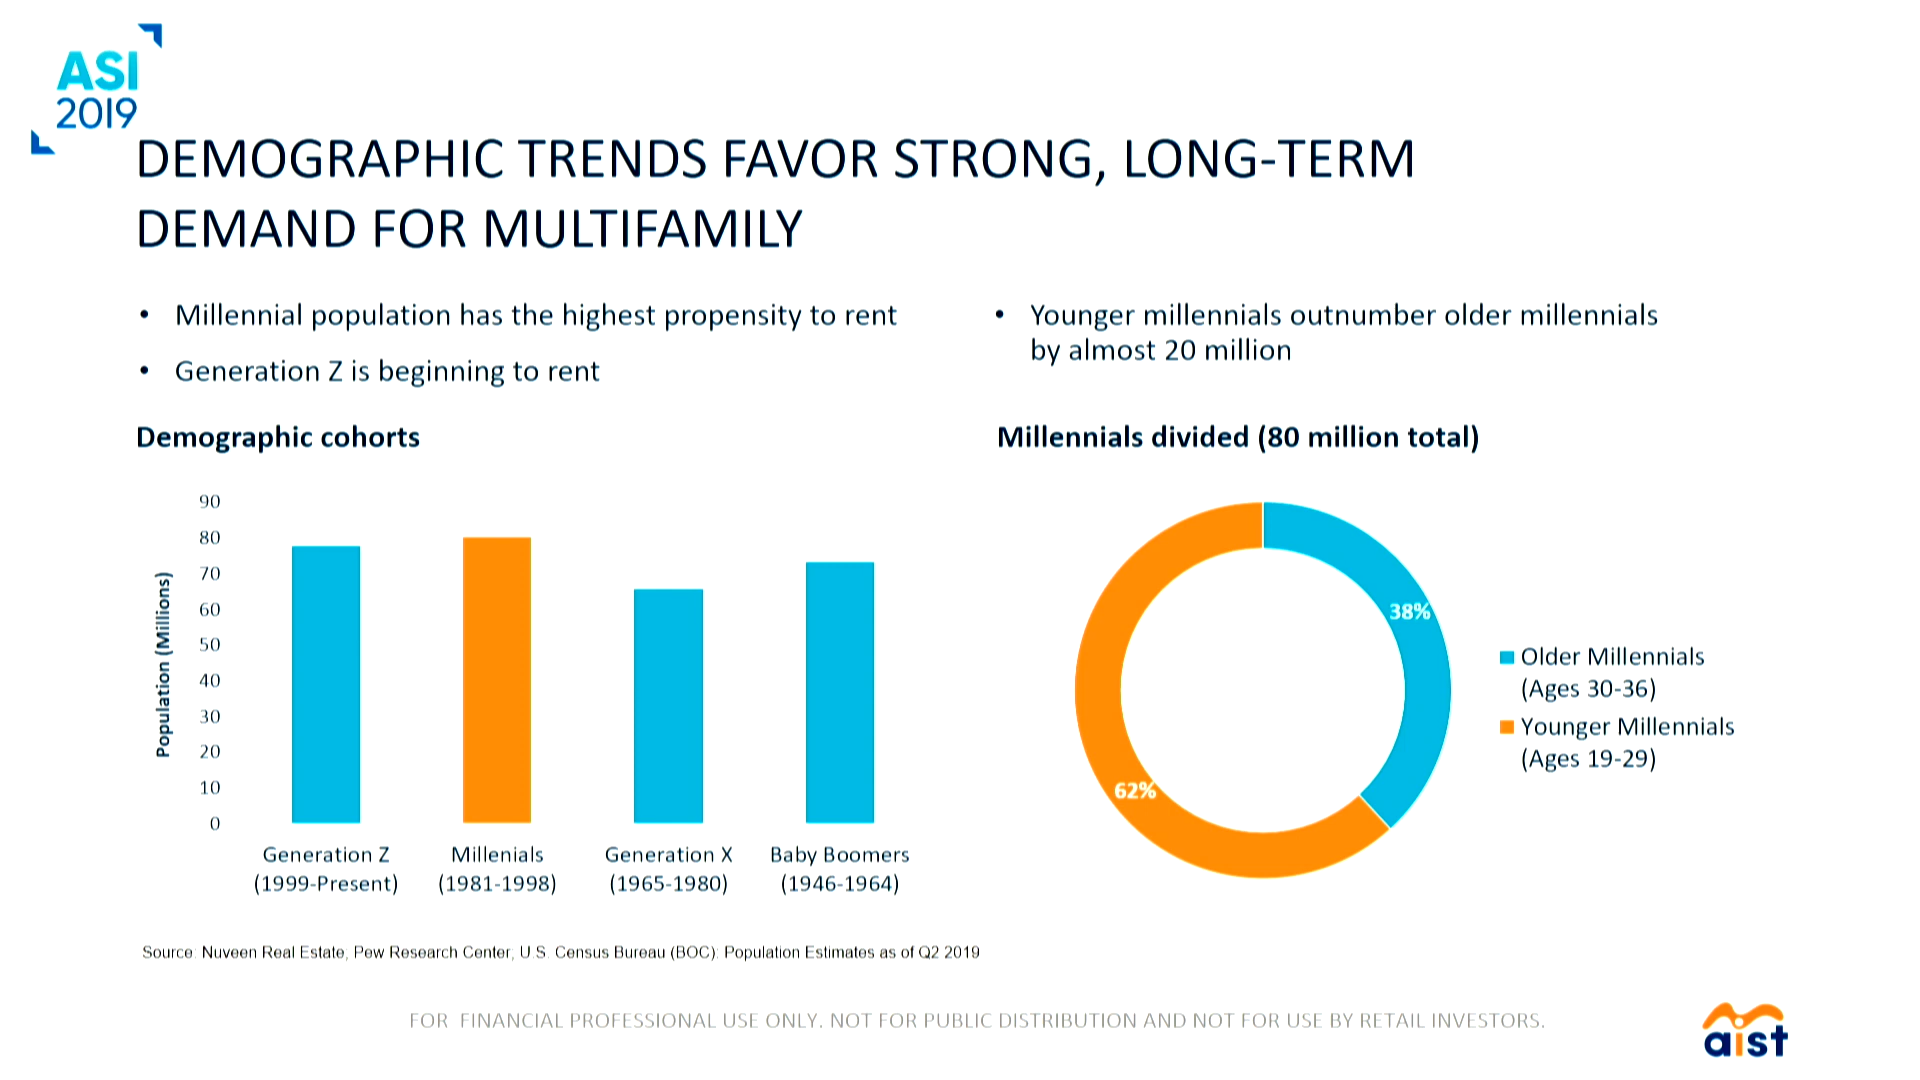 ASI
2019
DEMOGRAPHIC TRENDS FAVOR STRONG, LONG-TERM
DEMAND FOR MULTIFAMILY
• Millennial population has the highest propensity to rent
• Generation Z is beginning to rent
• Younger millennials outnumber older millennials
by almost 20 million
Demographic cohorts
Population (Millions)
90
80
70
60
50
40
30
20
10
0
Generation Z
(1999-Present)
Millenials
(1981-1998)
Generation X
(1965-1980)
Baby Boomers
(1946-1964)
Millennials divided (80 million total)
38%
62%
Older Millennials
(Ages 30-36)
Younger Millennials
(Ages 19-29)
Source: Nuveen Real Estate; Pew Research Center; U.S. Census Bureau (BOC): Population Estimates as of Q2 2019
FOR FINANCIAL PROFESSIONAL USE ONLY. NOT FOR PUBLIC DISTRIBUTION AND NOT FOR USE BY RETAIL INVESTORS.
aist